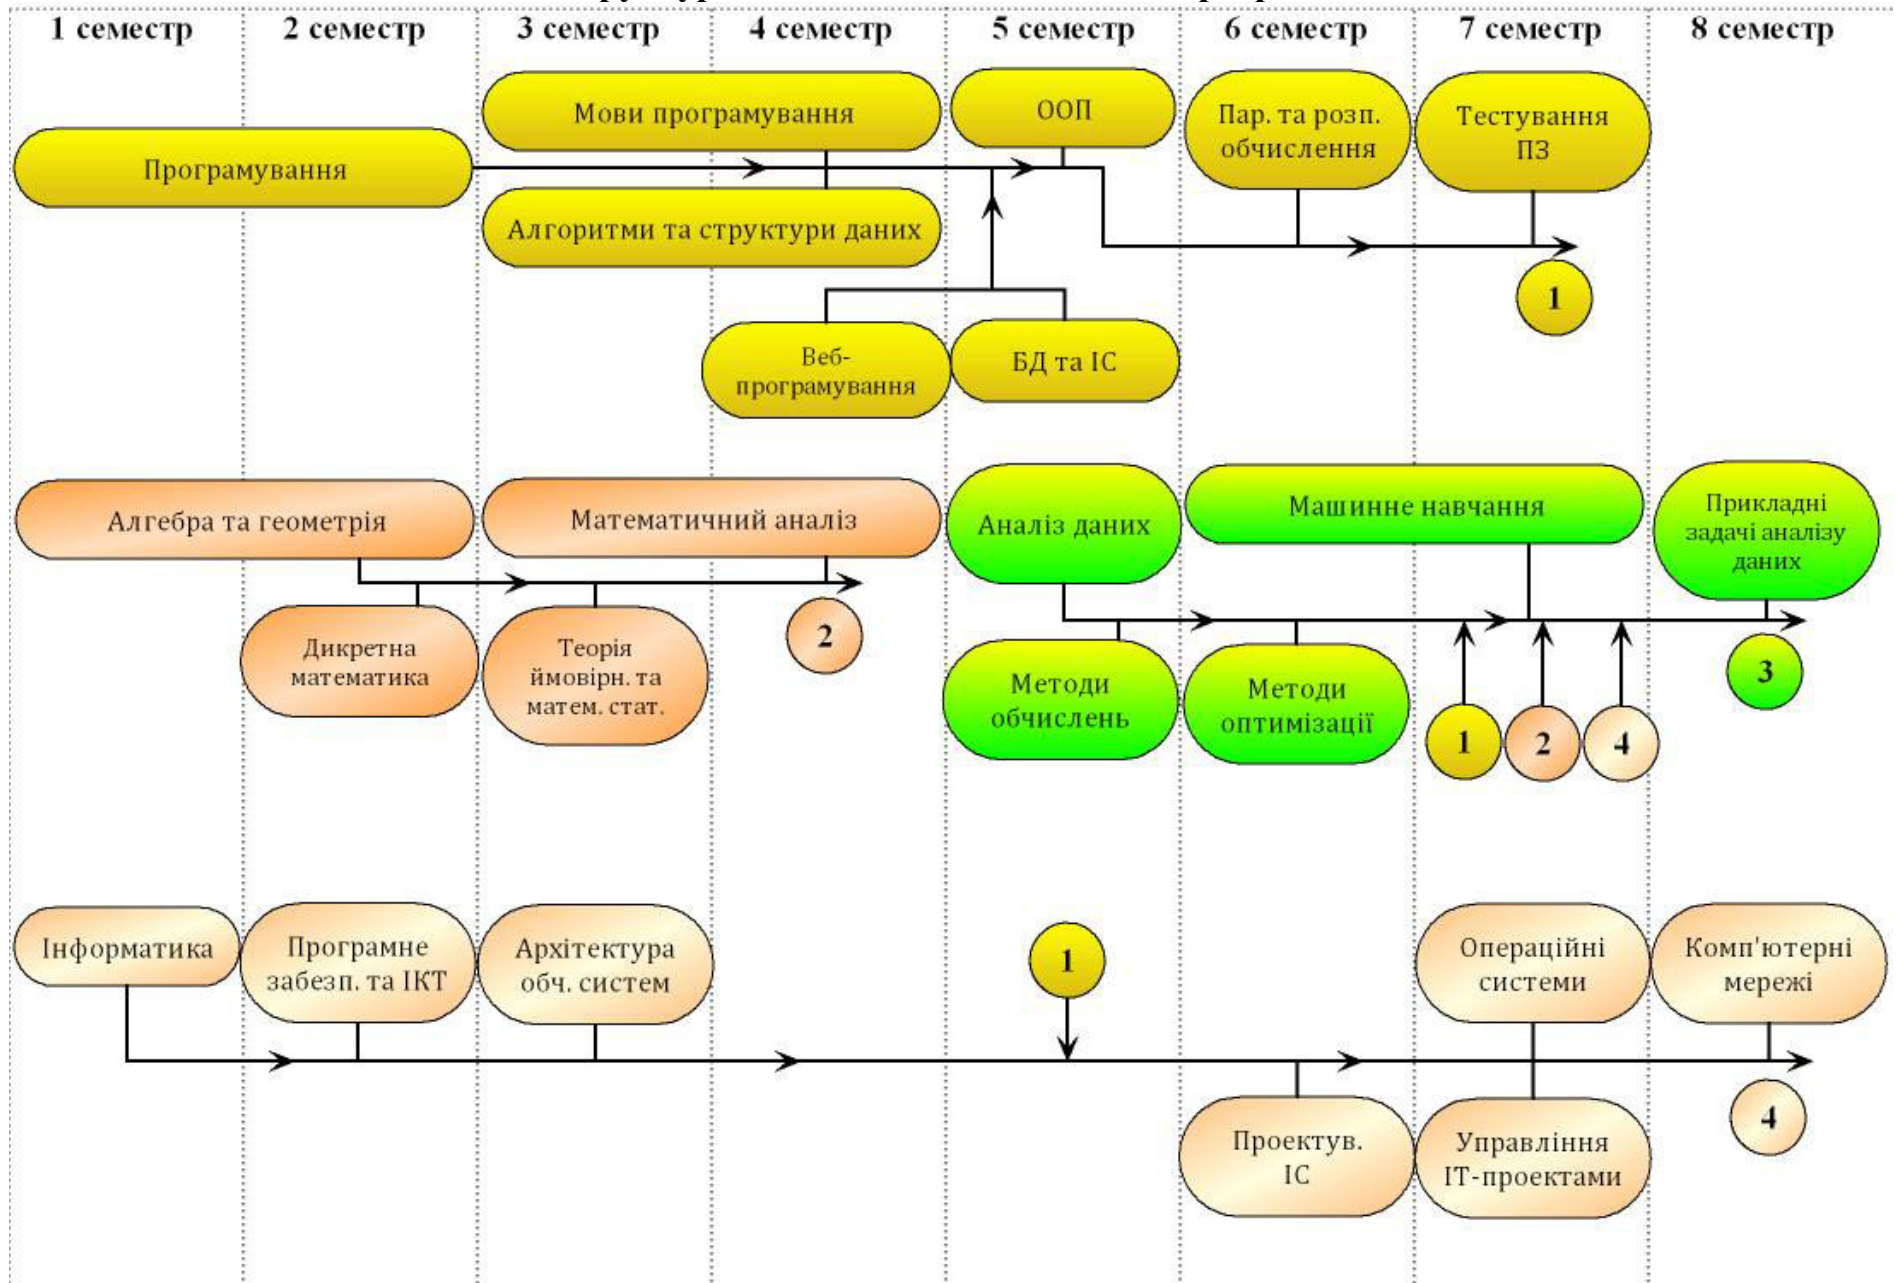 1 семестр
2 семестр
3 семестр
4 семестр
5 семестр
6 семестр
7 семестр
8 семестр
Програмування
Мови програмування
Алгоритми та структури даних
ООП
Пар. та розп.
обчислення
Тестування
ПЗ
1
Веб-
програмування
БД та ІС
Алгебра та геометрія
Математичний аналіз
Дикретна
математика
Теорія
ймовірн. та
матем. стат.
2
Аналіз даних
Машинне навчання
Прикладні
задачі аналізу
даних
Методи
обчислень
Методи
оптимізації
1
2
4
3
Інформатика
Програмне
забезп. та ІКТ
Архітектура
обч. систем
1
Операційні
системи
Комп'ютерні
мережі
Проектув.
ІС
Управління
ІТ-проектами
4